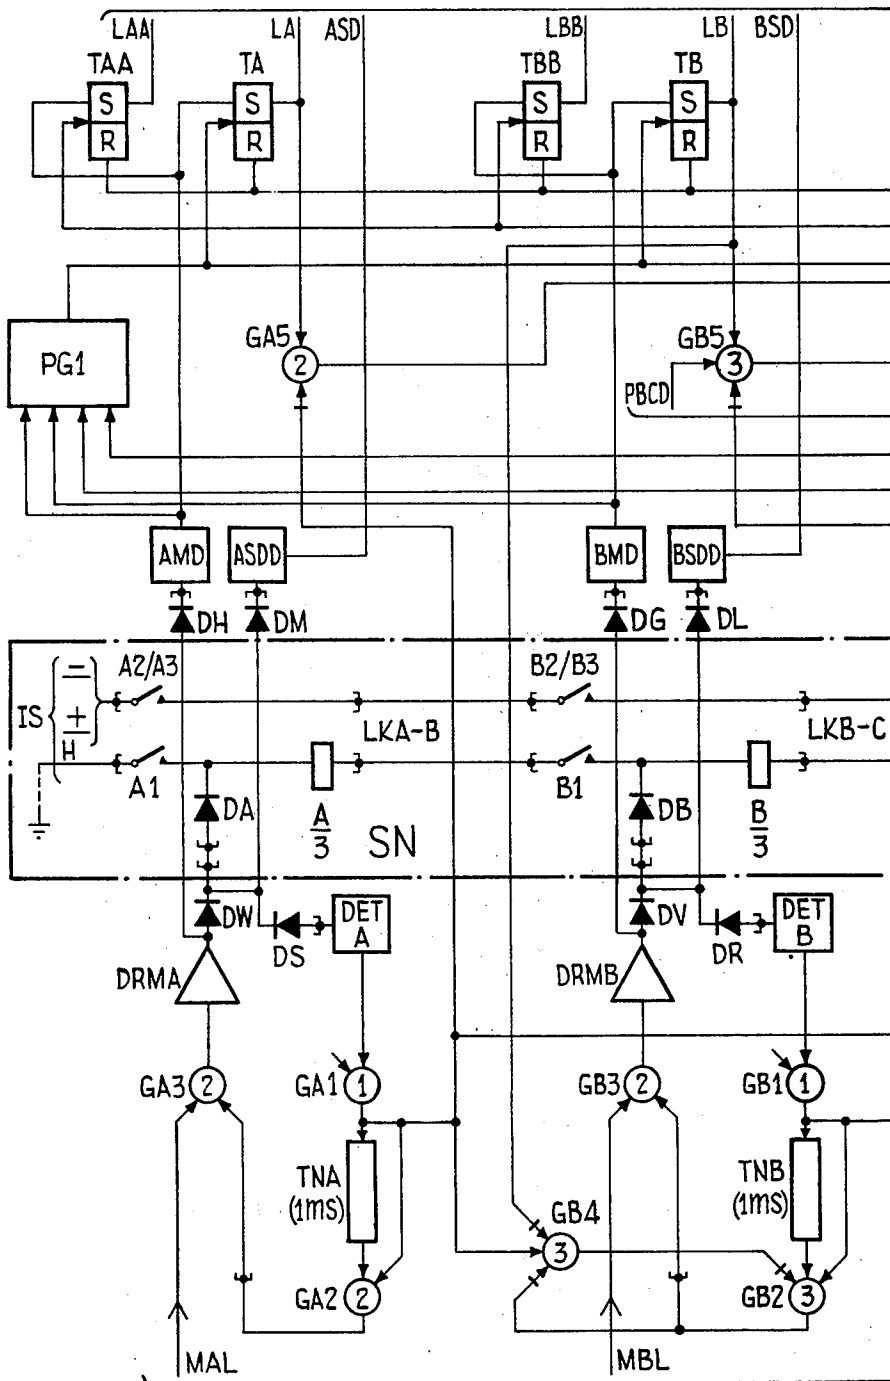 LAA LA ASD LBB LB BSD
TAA TA TBB TB
S S S S
R R R R
GA5 2 GB5 3
PG1
PBCD
AMD ASDD BMD BSDD
DH DM DG DL
IS − + H
A2/A3 B2/B3
LKA-B LKB-C
A1 B1
DA DB
A/3 B/3
SN
DW DV
DET A DET B
DS DR
DRMA DRMB
GA3 2 GA1 1 GB3 2 GB1 1
TNA (1MS) TNB (1MS)
GB4 3
GA2 2 GB2 3
MAL MBL